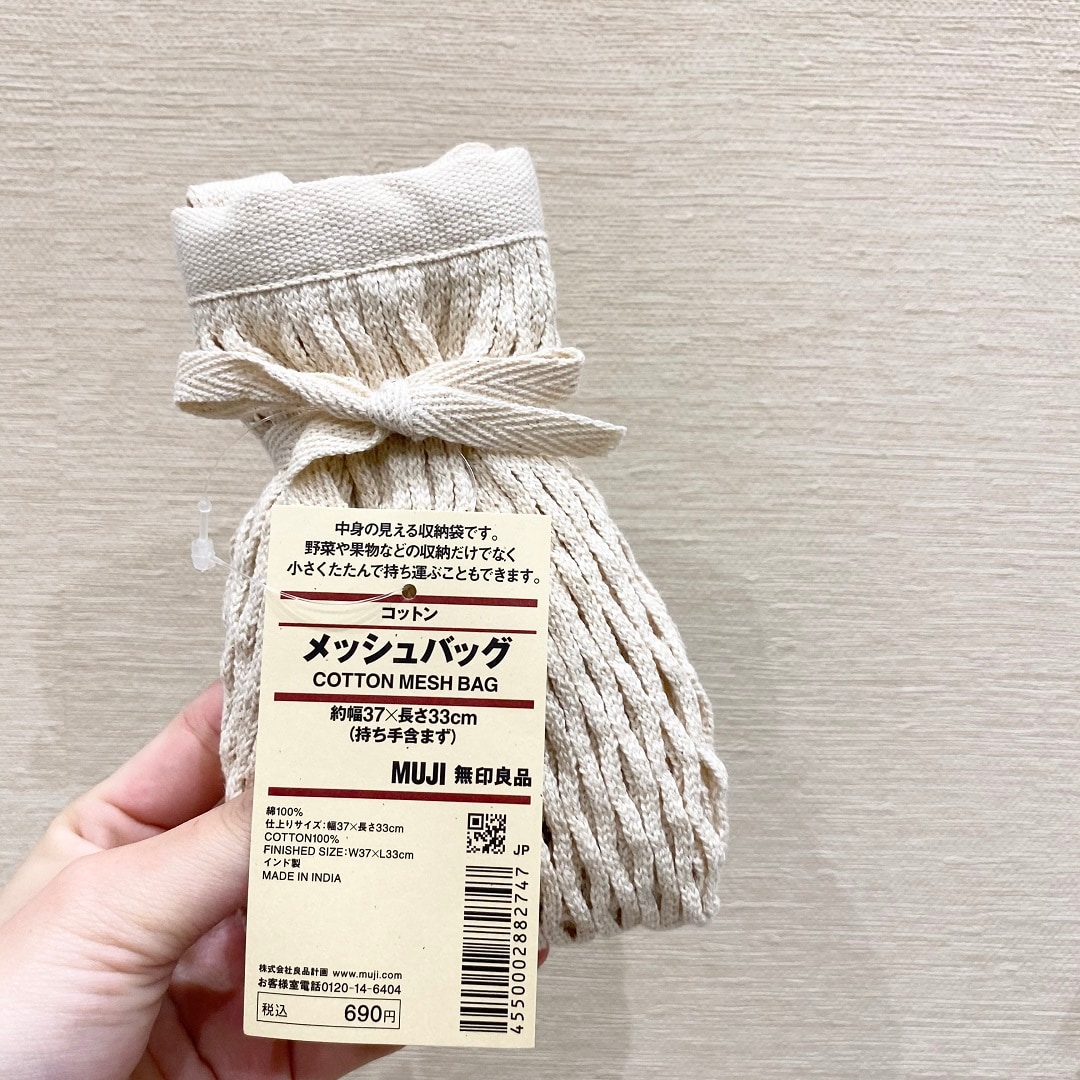 中身の見える収納袋です。
野菜や果物などの収納だけでなく
小さくたたんで持ち運ぶこともできます。
コットン
メッシュバッグ
COTTON MESH BAG
約幅37×長さ33cm
(持ち手含まず)
MUJI 無印良品
綿100%
仕上りサイズ:幅37×長さ33cm
COTTON100%
FINISHED SIZE:W37×L33cm
インド製
MADE IN INDIA
JP
4550002882747
株式会社良品計画 www.muji.com
お客様室電話0120-14-6404
税込 690円